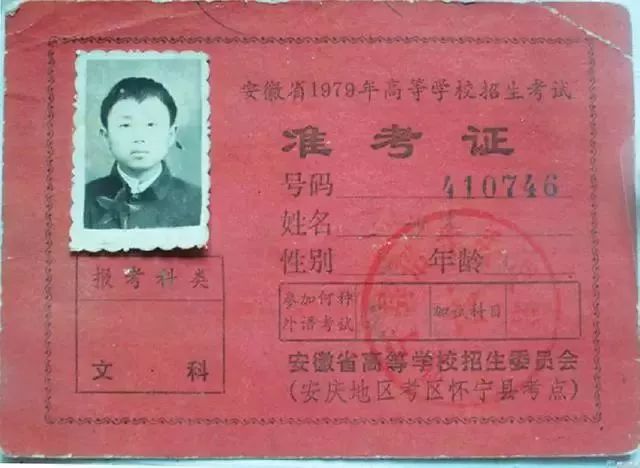 安徽省1979年高等学校招生考试
准考证
号码 410746
姓名
性别 年龄
报考科类
文科
参加何种外语考试 加试科目
安徽省高等学校招生委员会
(安庆地区考区怀宁县考点)